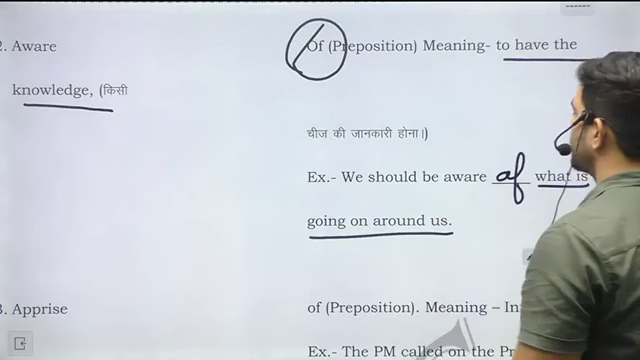 2. Aware Of (Preposition) Meaning- to have the
knowledge, (किसी
चीज की जानकारी होना।)
Ex.- We should be aware of what is
going on around us.
3. Apprise of (Preposition). Meaning – In
Ex.- The PM called on the Pr